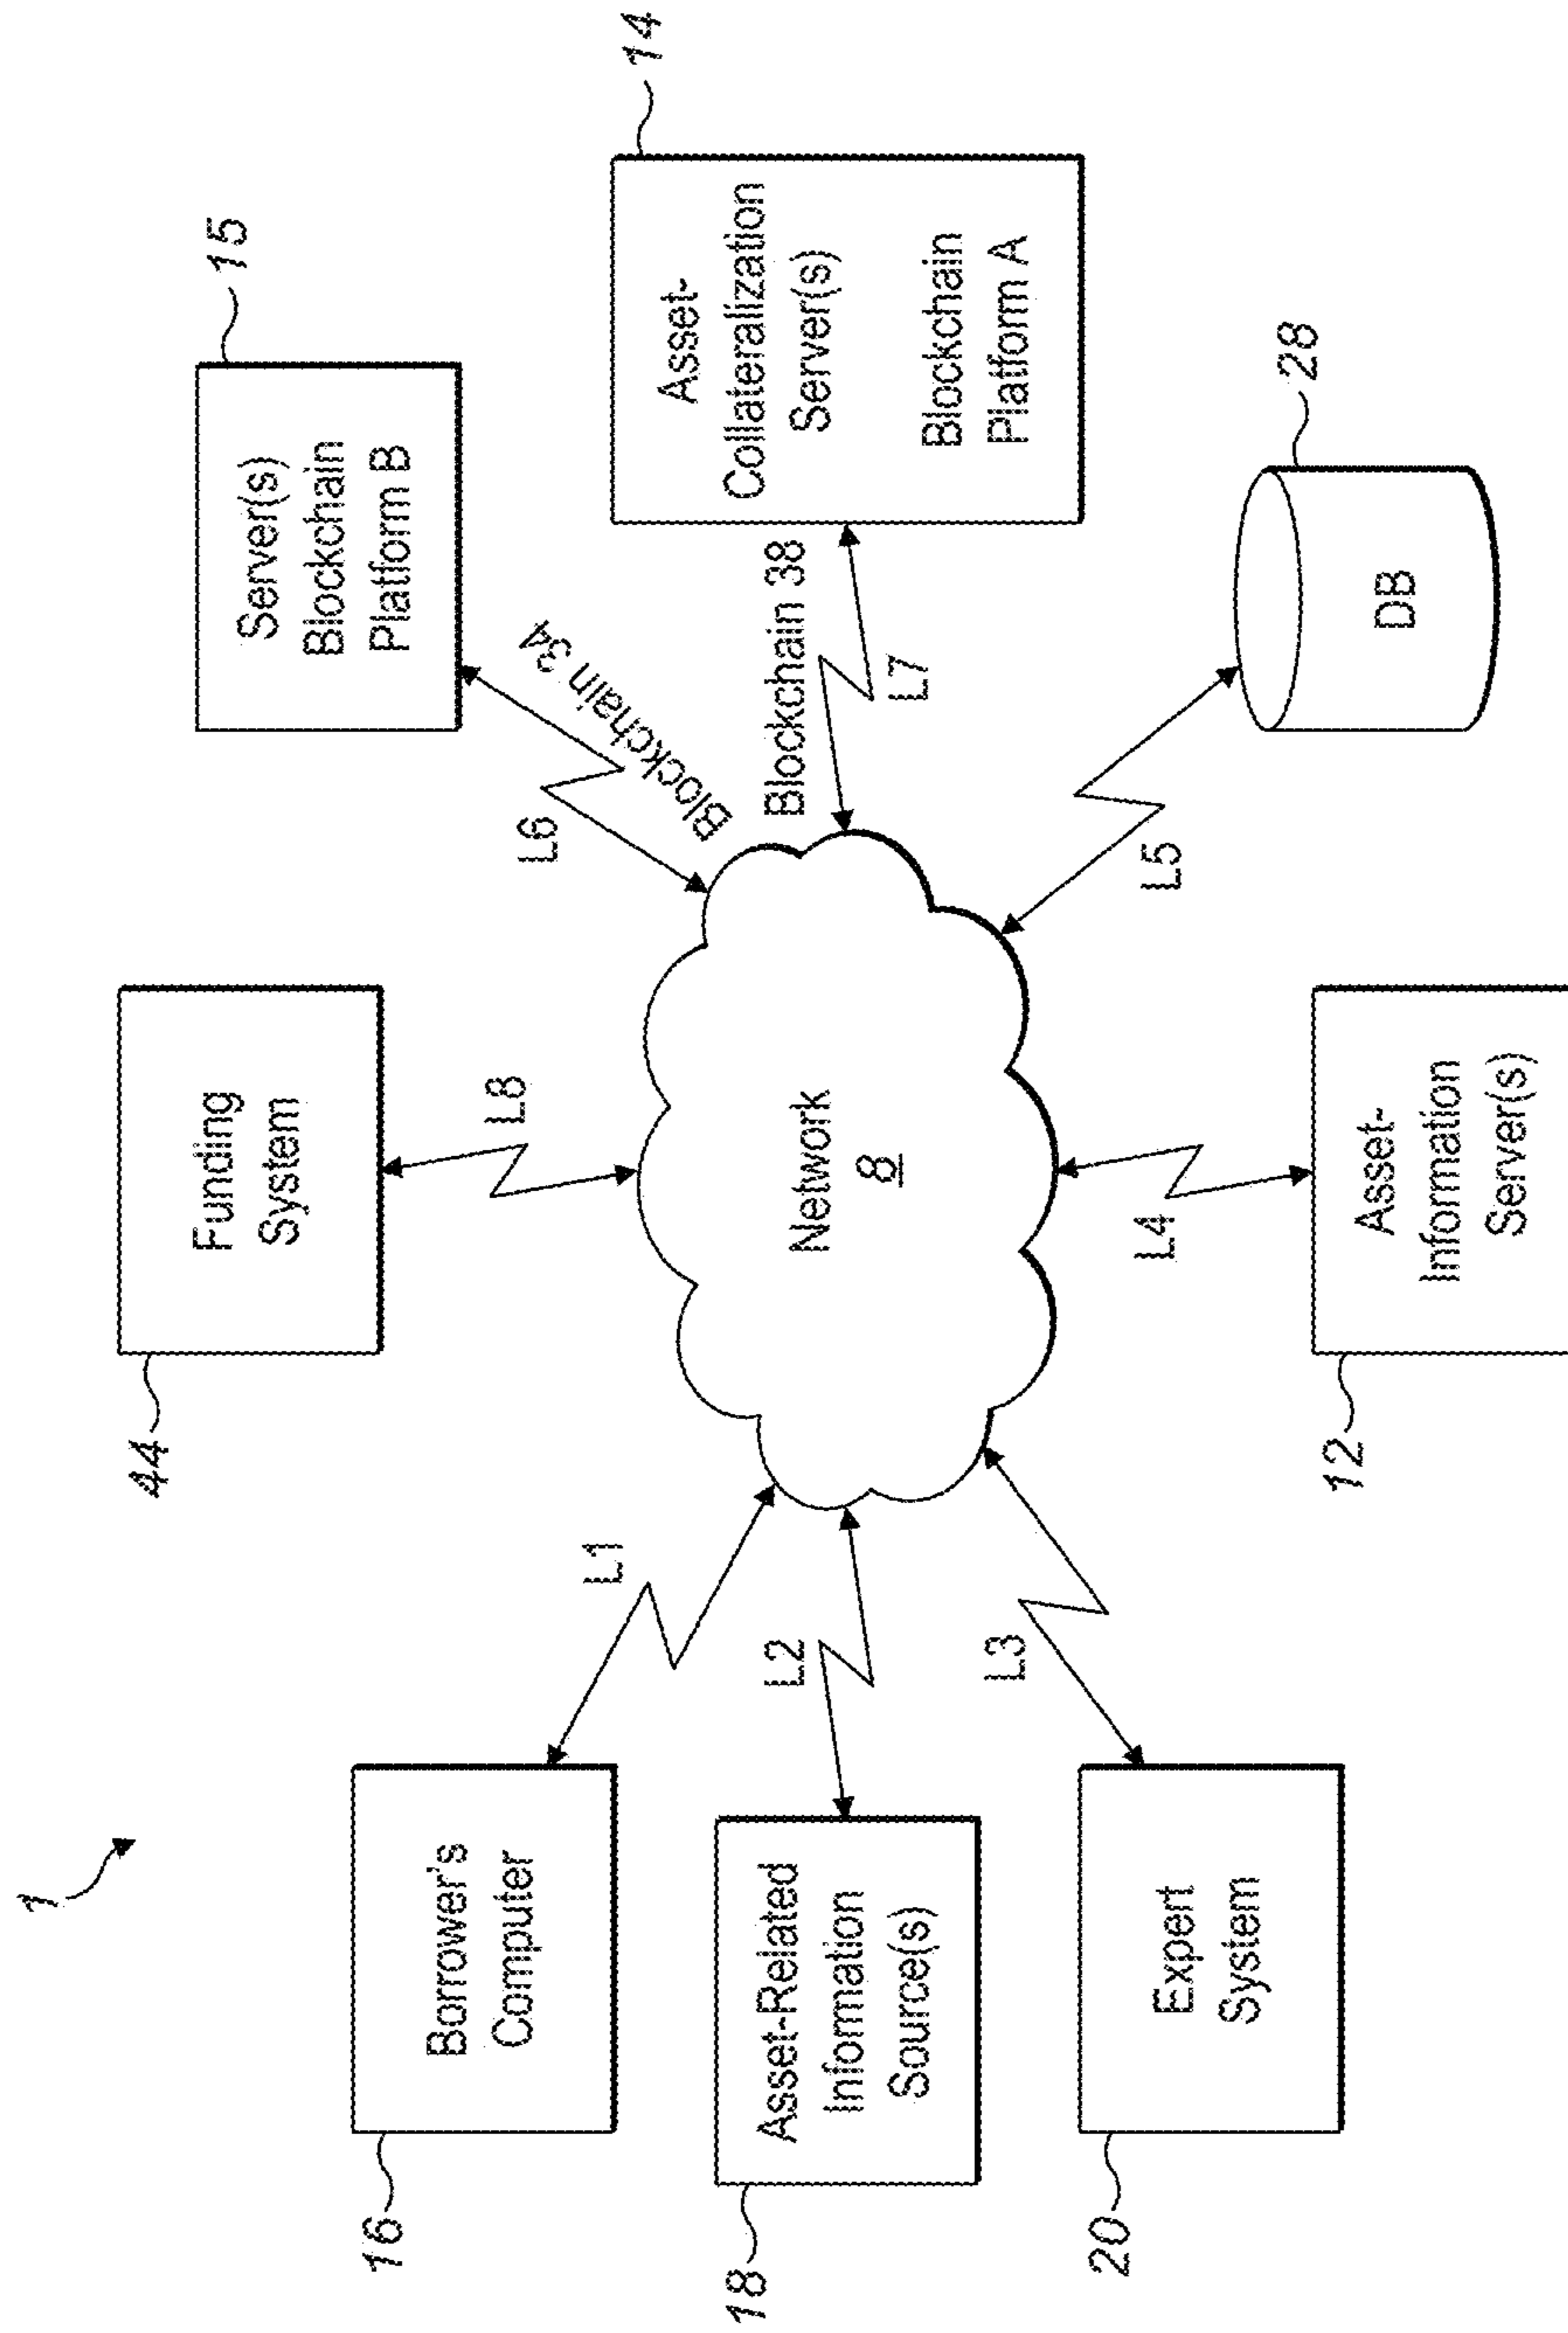 1
44
Funding
System
L8
15
Server(s)
Blockchain
Platform B
L6
Blockchain 34
16
Borrower's
Computer
L1
18
Asset-Related
Information
Source(s)
L2
Network
8
Blockchain 38
L7
14
Asset-
Collateralization
Server(s)
Blockchain
Platform A
20
Expert
System
L3
L4
L5
12
Asset-
Information
Server(s)
28
DB